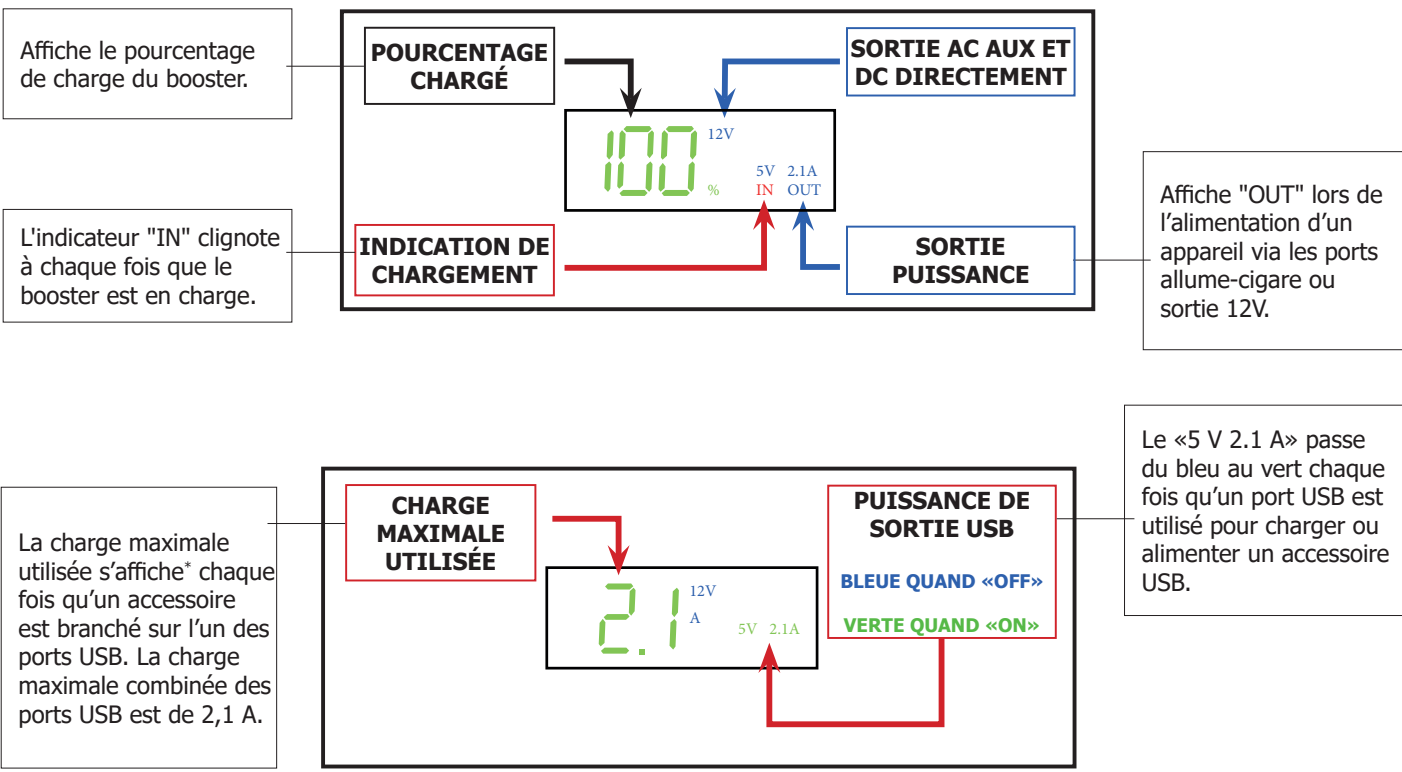 Affiche le pourcentage
de charge du booster.
POURCENTAGE
CHARGÉ
SORTIE AC AUX ET
DC DIRECTEMENT
100
%
12V
5V 2.1A
IN OUT
L'indicateur "IN" clignote
à chaque fois que le
booster est en charge.
INDICATION DE
CHARGEMENT
SORTIE
PUISSANCE
Affiche "OUT" lors de
l’alimentation d’un
appareil via les ports
allume-cigare ou
sortie 12V.
La charge maximale
utilisée s’affiche* chaque
fois qu’un accessoire
est branché sur l’un des
ports USB. La charge
maximale combinée des
ports USB est de 2,1 A.
CHARGE
MAXIMALE
UTILISÉE
2.1
12V
A
5V 2.1A
PUISSANCE DE
SORTIE USB
BLEUE QUAND «OFF»
VERTE QUAND «ON»
Le «5 V 2.1 A» passe
du bleu au vert chaque
fois qu’un port USB est
utilisé pour charger ou
alimenter un accessoire
USB.